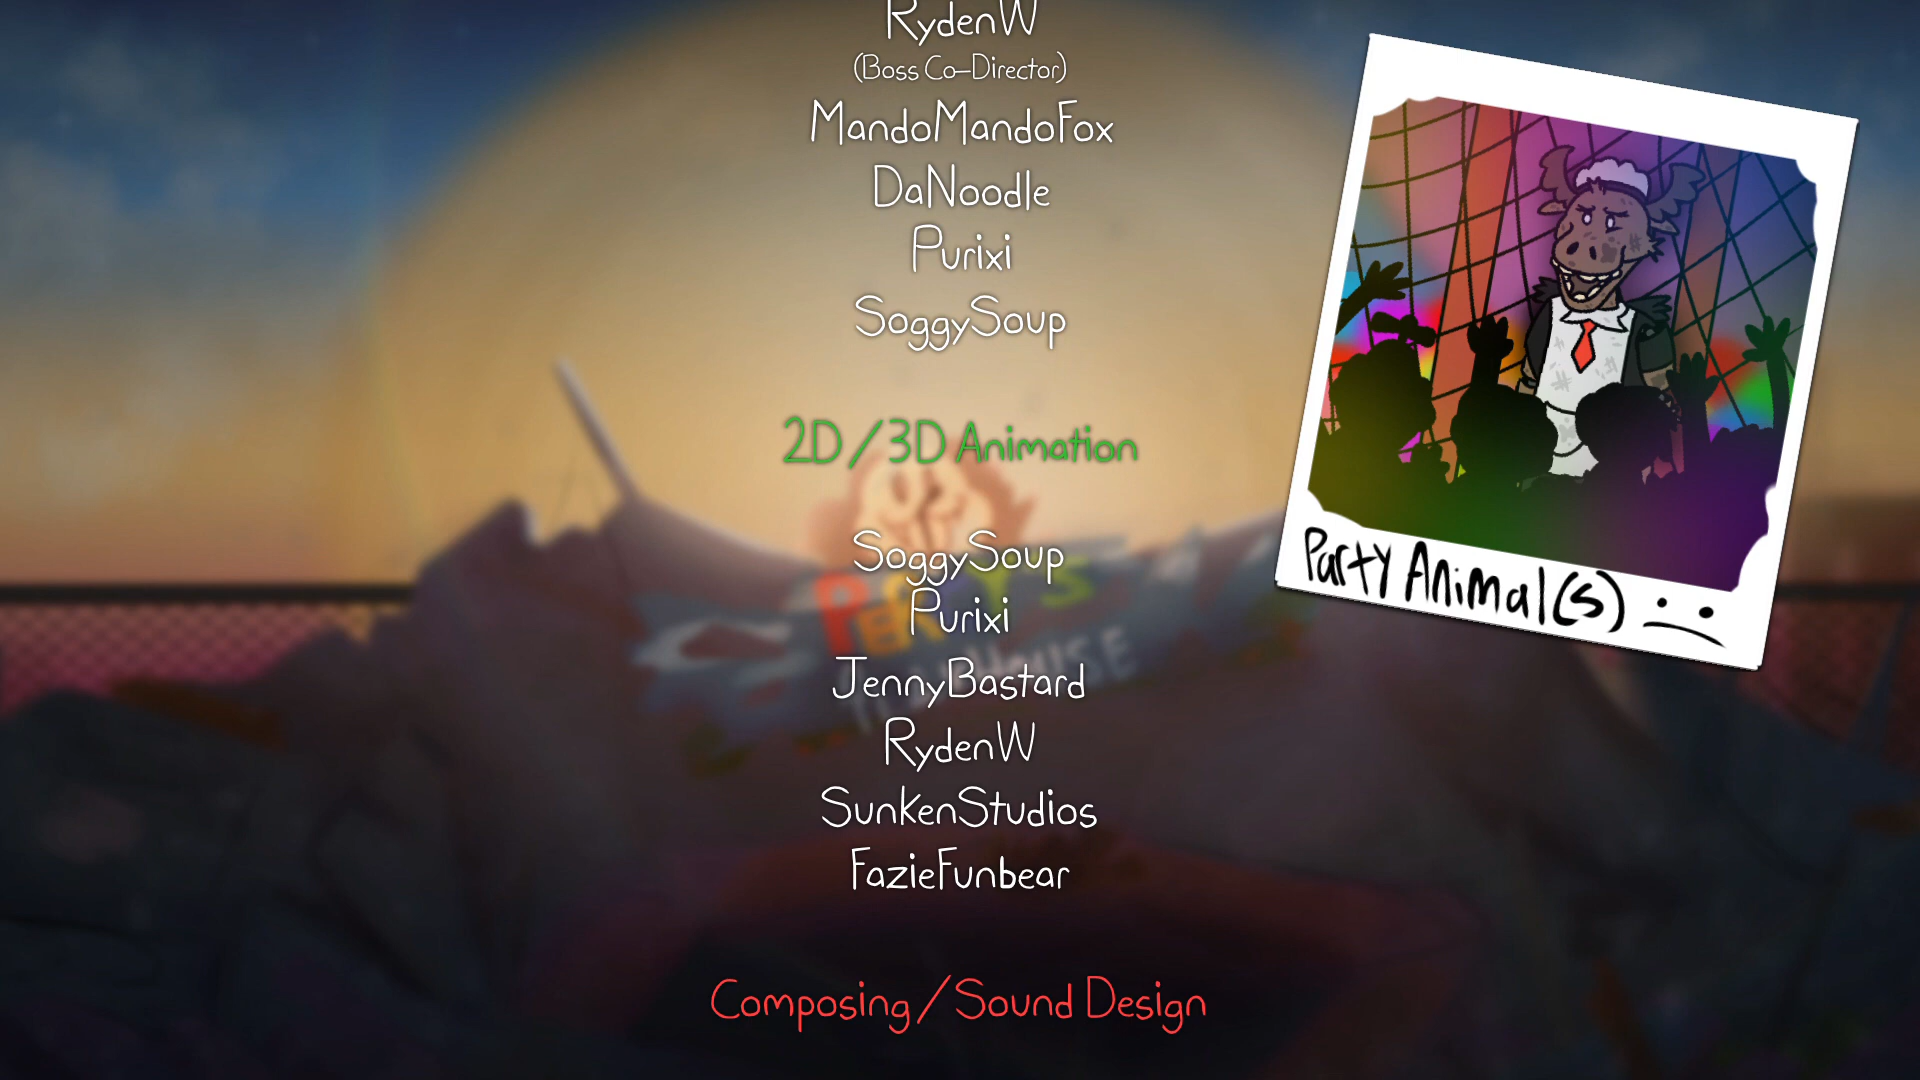 RydenW
(Boss Co-Director)
MandoMandoFox
DaNoodle
Purixi
SoggySoup
2D/3D Animation
SoggySoup
Purixi
JennyBastard
RydenW
SunkenStudios
FazieFunbear
Composing/Sound Design
Party Animal(s) :(